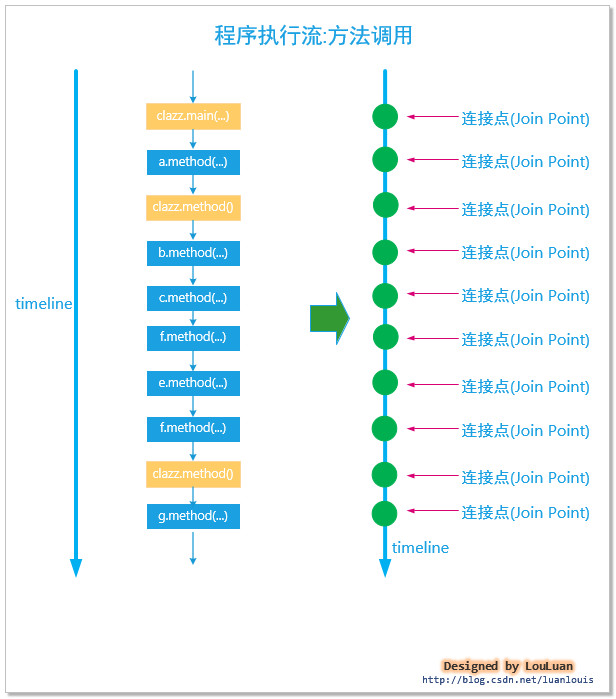 程序执行流:方法调用
timeline
clazz.main(...)
a.method(...)
clazz.method()
b.method(...)
c.method(...)
f.method(...)
e.method(...)
f.method(...)
clazz.method()
g.method(...)
连接点(Join Point)
连接点(Join Point)
连接点(Join Point)
连接点(Join Point)
连接点(Join Point)
连接点(Join Point)
连接点(Join Point)
连接点(Join Point)
连接点(Join Point)
连接点(Join Point)
timeline
Designed by LouLuan
http://blog.csdn.net/luanlouis